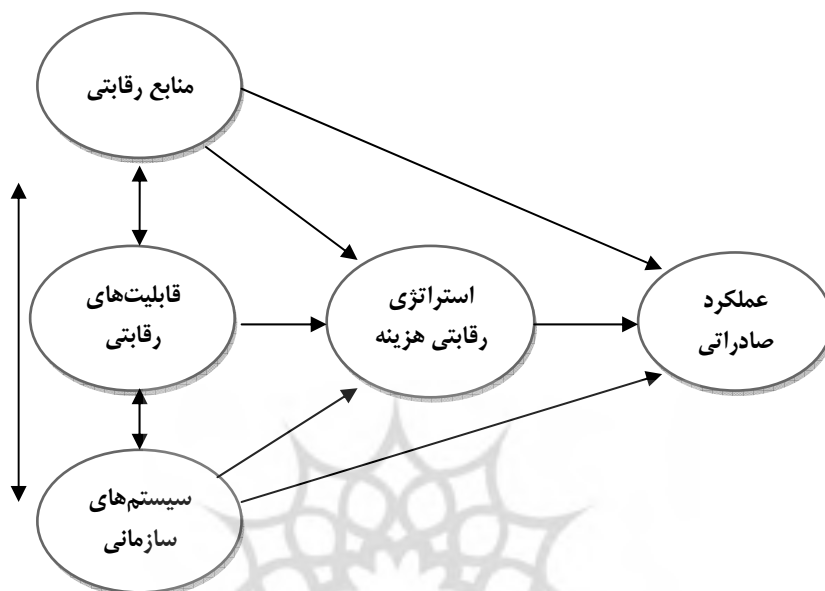 منابع رقابتی
قابلیت‌های
رقابتی
استراتژی
رقابتی هزینه
عملکرد
صادراتی
سیستم‌های
سازمانی